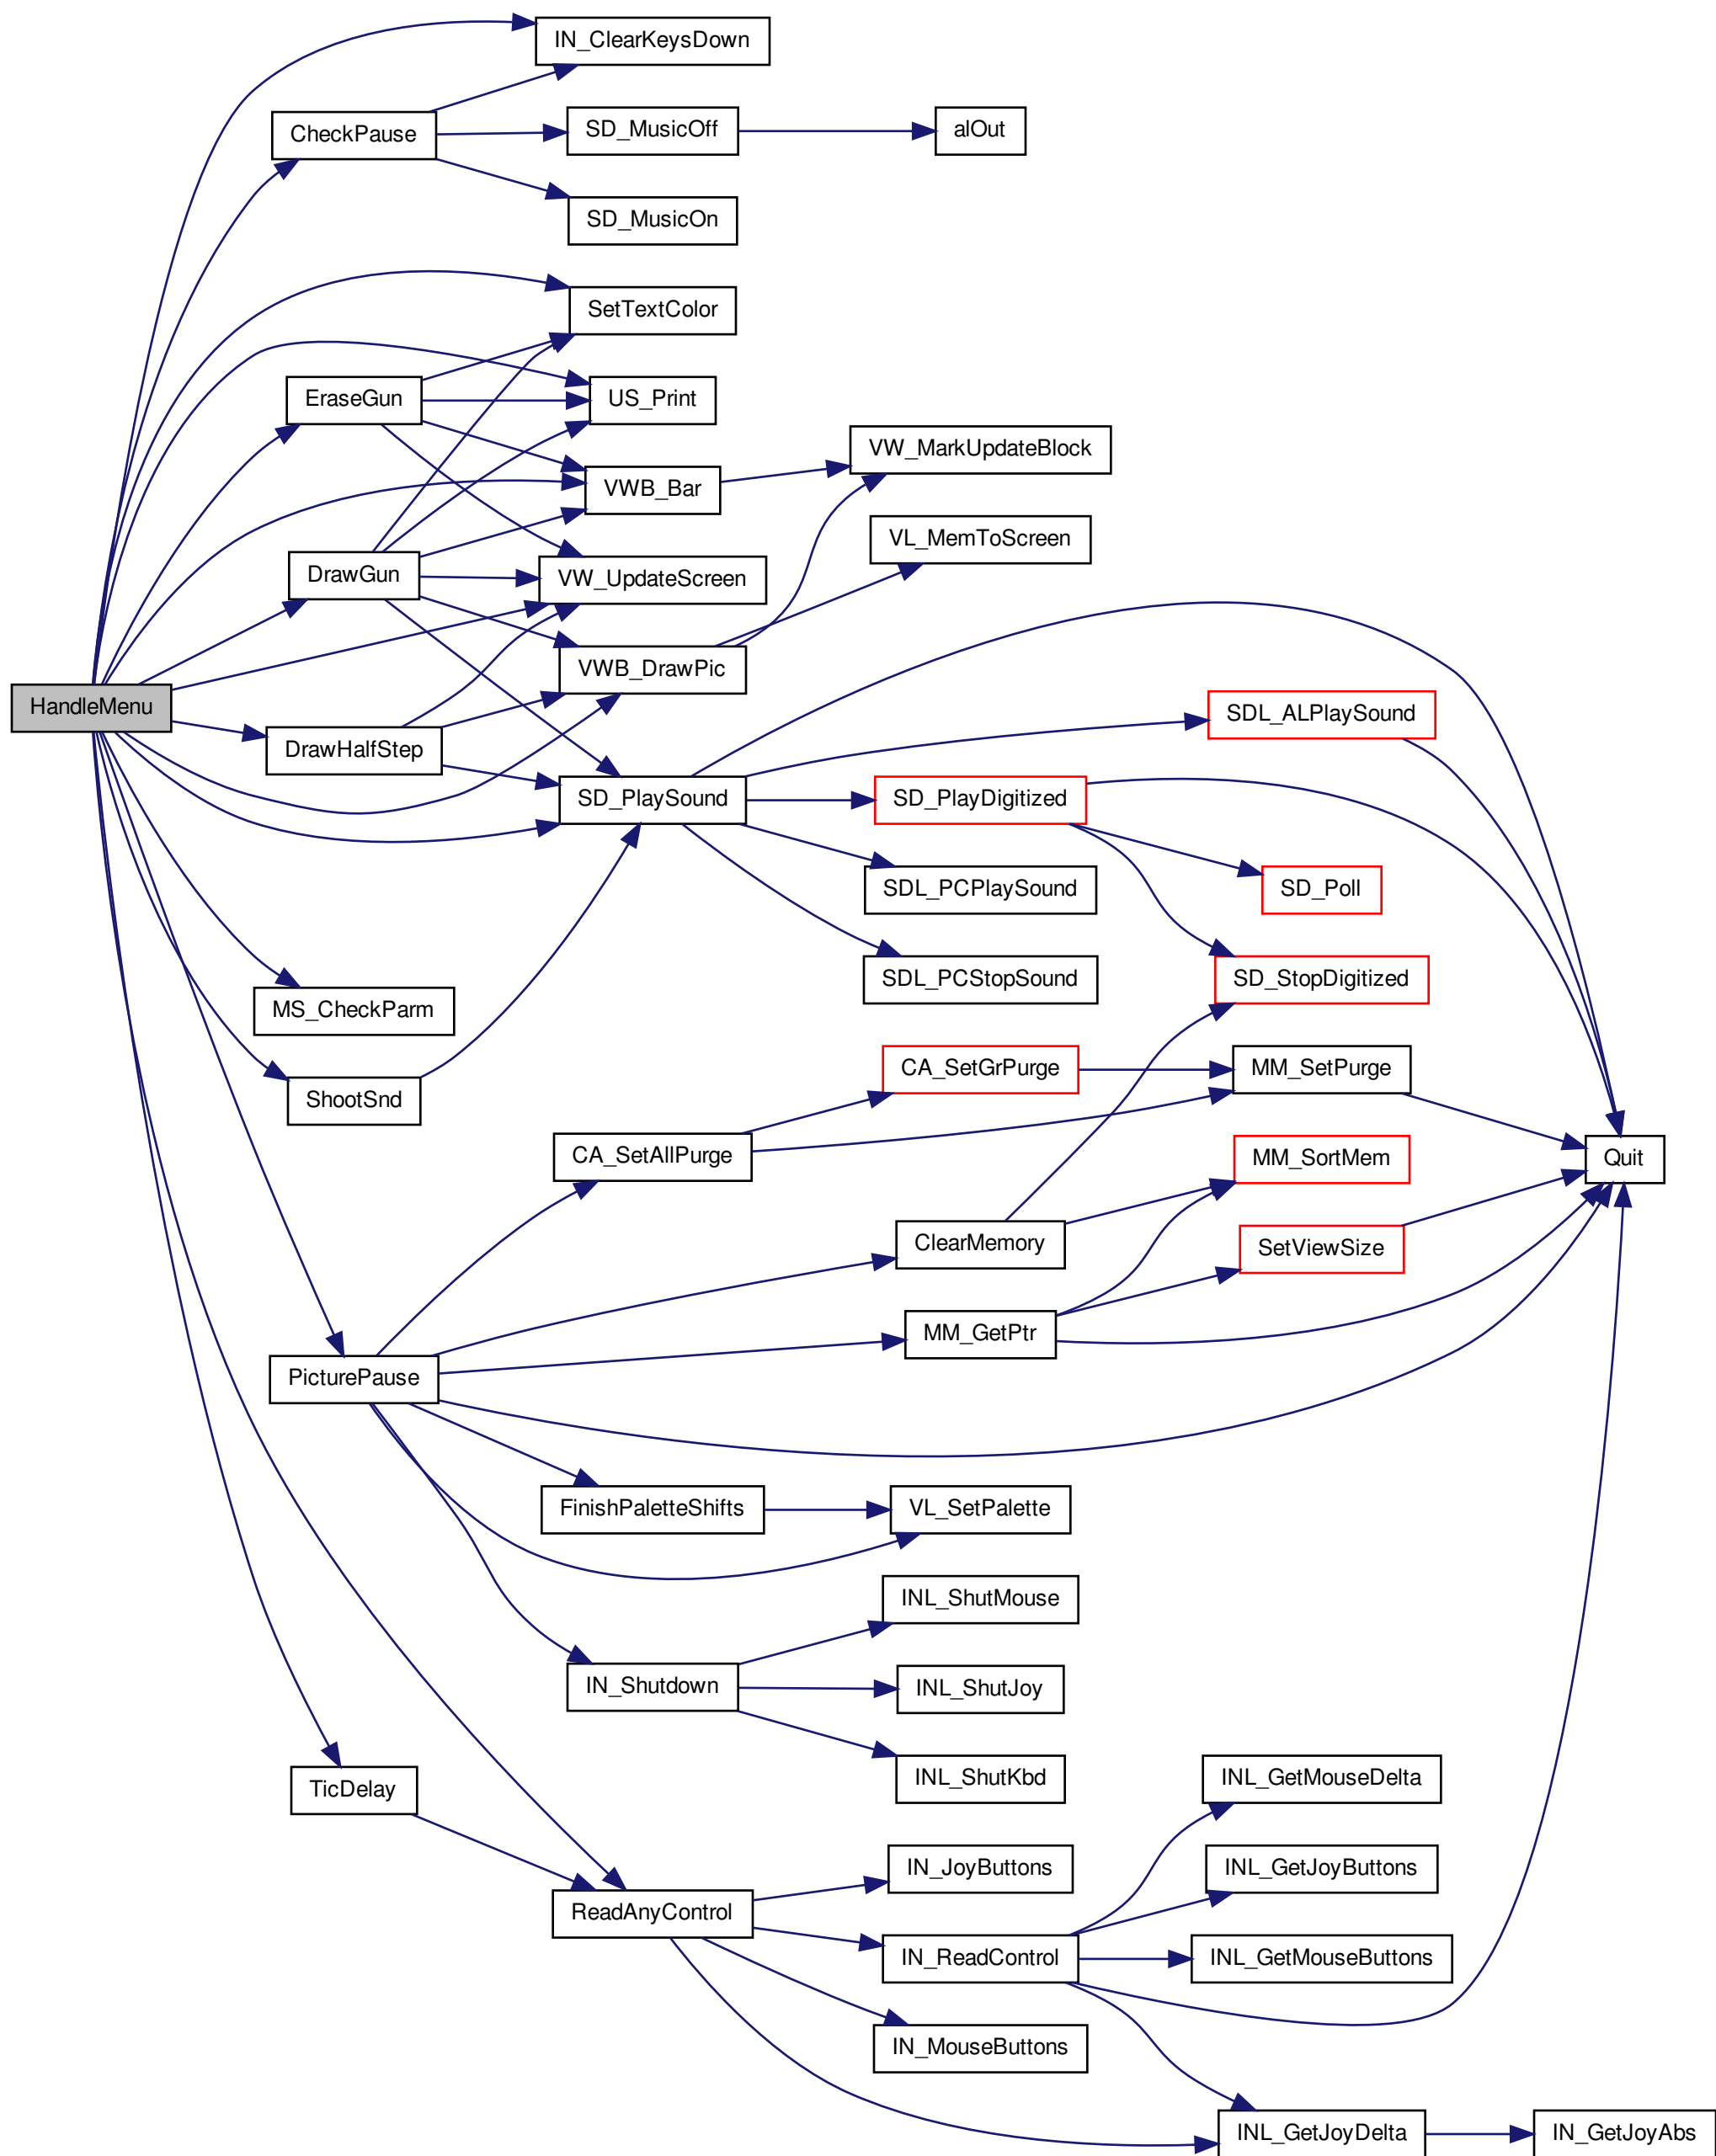 IN_ClearKeysDown
CheckPause
SD_MusicOff
alOut
SD_MusicOn
SetTextColor
EraseGun
US_Print
VW_MarkUpdateBlock
VWB_Bar
VL_MemToScreen
DrawGun
VW_UpdateScreen
VWB_DrawPic
HandleMenu
SDL_ALPlaySound
DrawHalfStep
SD_PlaySound
SD_PlayDigitized
SDL_PCPlaySound
SD_Poll
SDL_PCStopSound
SD_StopDigitized
MS_CheckParm
CA_SetGrPurge
MM_SetPurge
ShootSnd
CA_SetAllPurge
MM_SortMem
Quit
ClearMemory
SetViewSize
MM_GetPtr
PicturePause
FinishPaletteShifts
VL_SetPalette
INL_ShutMouse
IN_Shutdown
INL_ShutJoy
INL_ShutKbd
INL_GetMouseDelta
TicDelay
IN_JoyButtons
INL_GetJoyButtons
ReadAnyControl
IN_ReadControl
INL_GetMouseButtons
IN_MouseButtons
INL_GetJoyDelta
IN_GetJoyAbs